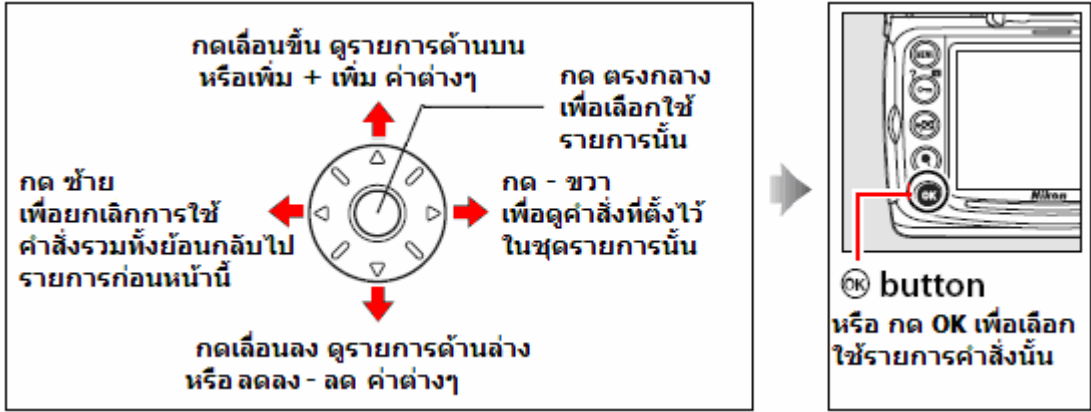 กดเลื่อนขึ้น ดูรายการด้านบน
หรือเพิ่ม + เพิ่ม ค่าต่างๆ
กด ตรงกลาง
เพื่อเลือกใช้
รายการนั้น
กด ซ้าย
เพื่อยกเลิกการใช้
คำสั่งรวมทั้งย้อนกลับไป
รายการก่อนหน้านี้
กด - ขวา
เพื่อดูคำสั่งที่ตั้งไว้
ในชุดรายการนั้น
กดเลื่อนลง ดูรายการด้านล่าง
หรือ ลดลง - ลด ค่าต่างๆ
MENU
OK
Nikon
OK button
หรือ กด OK เพื่อเลือก
ใช้รายการคำสั่งนั้น